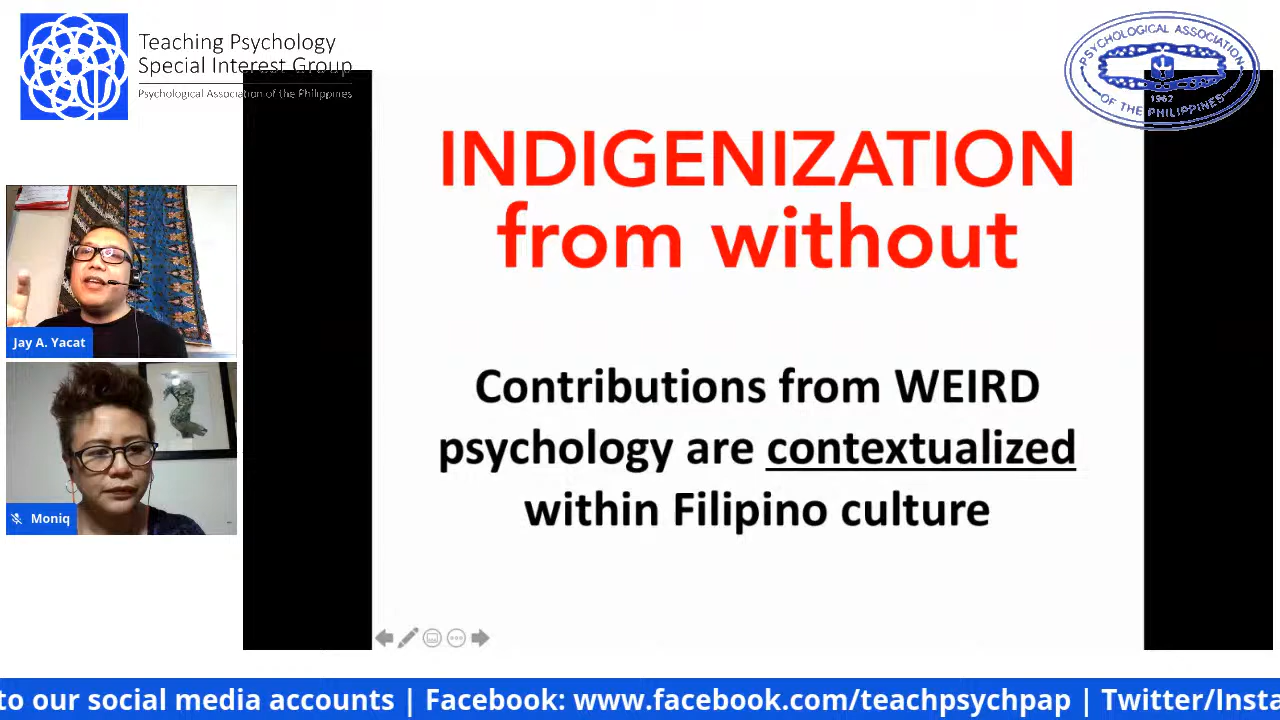 Teaching Psychology
Special Interest Group
Psychological Association of the Philippines
PSYCHOLOGICAL ASSOCIATION
OF THE PHILIPPINES
1962
INDIGENIZATION
from without
Contributions from WEIRD
psychology are contextualized
within Filipino culture
Jay A. Yacat
Moniq
to our social media accounts | Facebook: www.facebook.com/teachpsychpap | Twitter/Insta